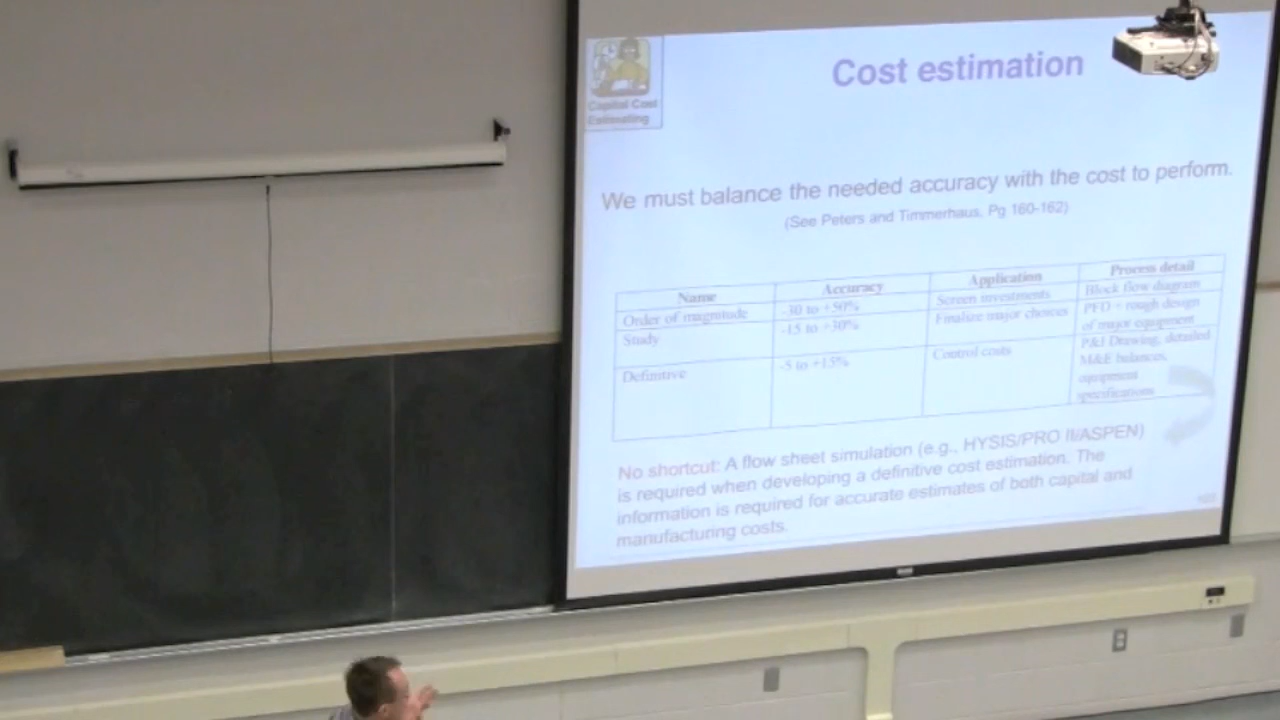 Cost estimation
Capital Cost
Estimating
We must balance the needed accuracy with the cost to perform.
(See Peters and Timmerhaus, Pg 160-162)
Name Accuracy Application Process detail
Order of magnitude -30 to +50% Screen investments Block flow diagram
Study -15 to +30% Finalize major choices PFD + rough design
of major equipment
Definitive -5 to +15% Control costs P&I Drawing, detailed
M&E balances,
equipment
specifications
No shortcut: A flow sheet simulation (e.g., HYSIS/PRO II/ASPEN)
is required when developing a definitive cost estimation. The
information is required for accurate estimates of both capital and
manufacturing costs.